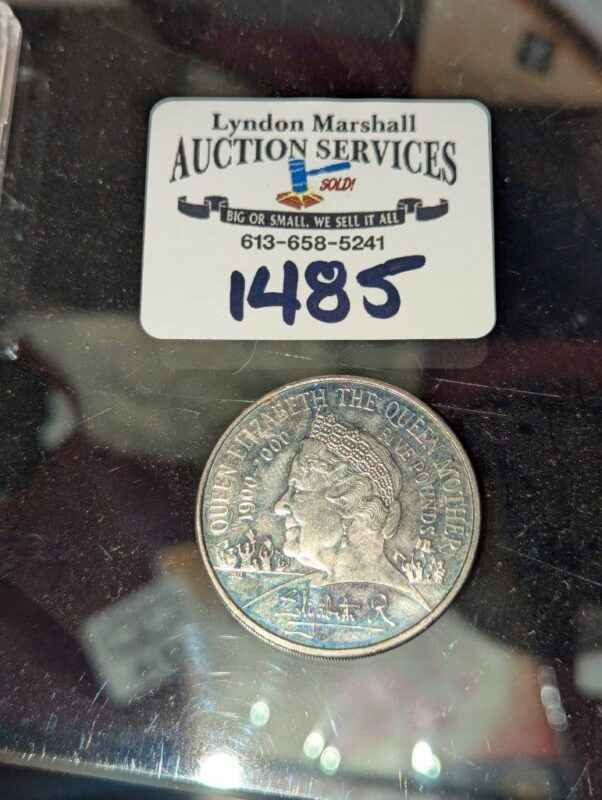 Lyndon Marshall
AUCTION SERVICES
SOLD!
BIG OR SMALL, WE SELL IT ALL
613-658-5241
1485
QUEEN ELIZABETH THE QUEEN MOTHER
1900-2000
FIVE POUNDS